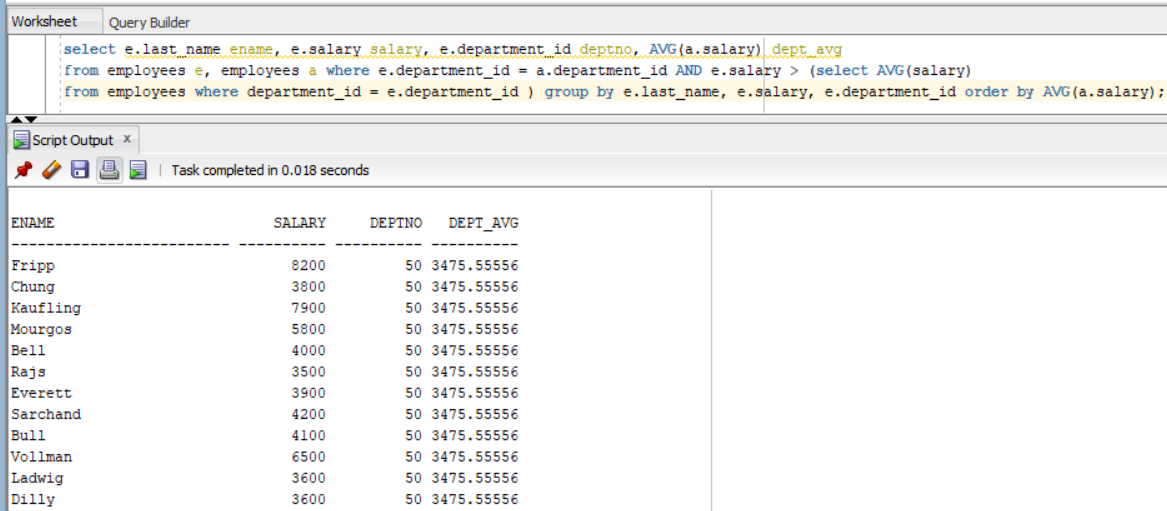 Worksheet Query Builder
select e.last_name ename, e.salary salary, e.department_id deptno, AVG(a.salary) dept_avg
from employees e, employees a where e.department_id = a.department_id AND e.salary > (select AVG(salary)
from employees where department_id = e.department_id ) group by e.last_name, e.salary, e.department_id order by AVG(a.salary);
Script Output x
Task completed in 0.018 seconds
ENAME SALARY DEPTNO DEPT_AVG
------------------------- ---------- ---------- ----------
Fripp 8200 50 3475.55556
Chung 3800 50 3475.55556
Kaufling 7900 50 3475.55556
Mourgos 5800 50 3475.55556
Bell 4000 50 3475.55556
Rajs 3500 50 3475.55556
Everett 3900 50 3475.55556
Sarchand 4200 50 3475.55556
Bull 4100 50 3475.55556
Vollman 6500 50 3475.55556
Ladwig 3600 50 3475.55556
Dilly 3600 50 3475.55556